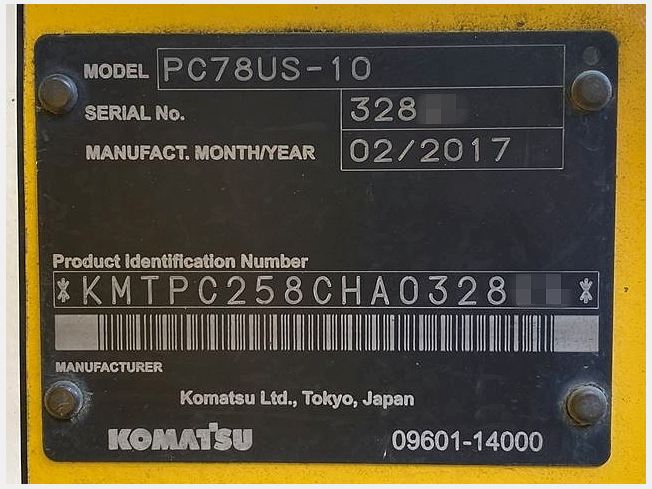 MODEL PC78US-10
SERIAL No. 328
MANUFACT. MONTH/YEAR 02/2017
Product Identification Number
*KMTPC258CHA0328 *
MANUFACTURER
Komatsu Ltd., Tokyo, Japan
KOMATSU 09601-14000